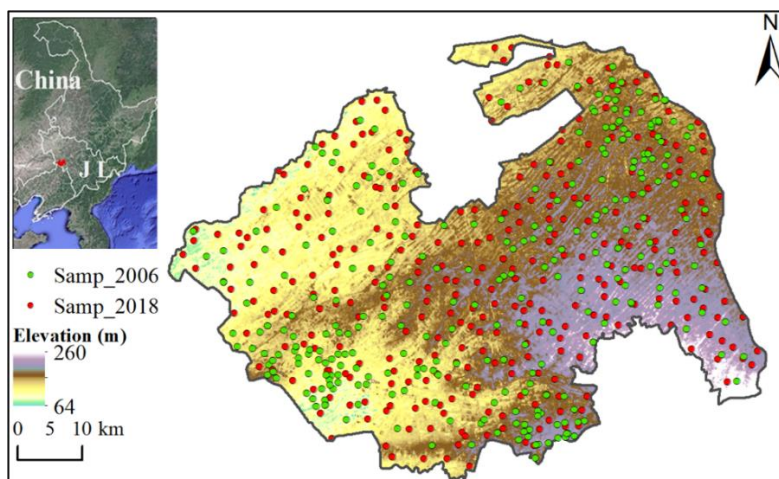 N
China
J L
Samp_2006
Samp_2018
Elevation (m)
260
64
0 5 10 km